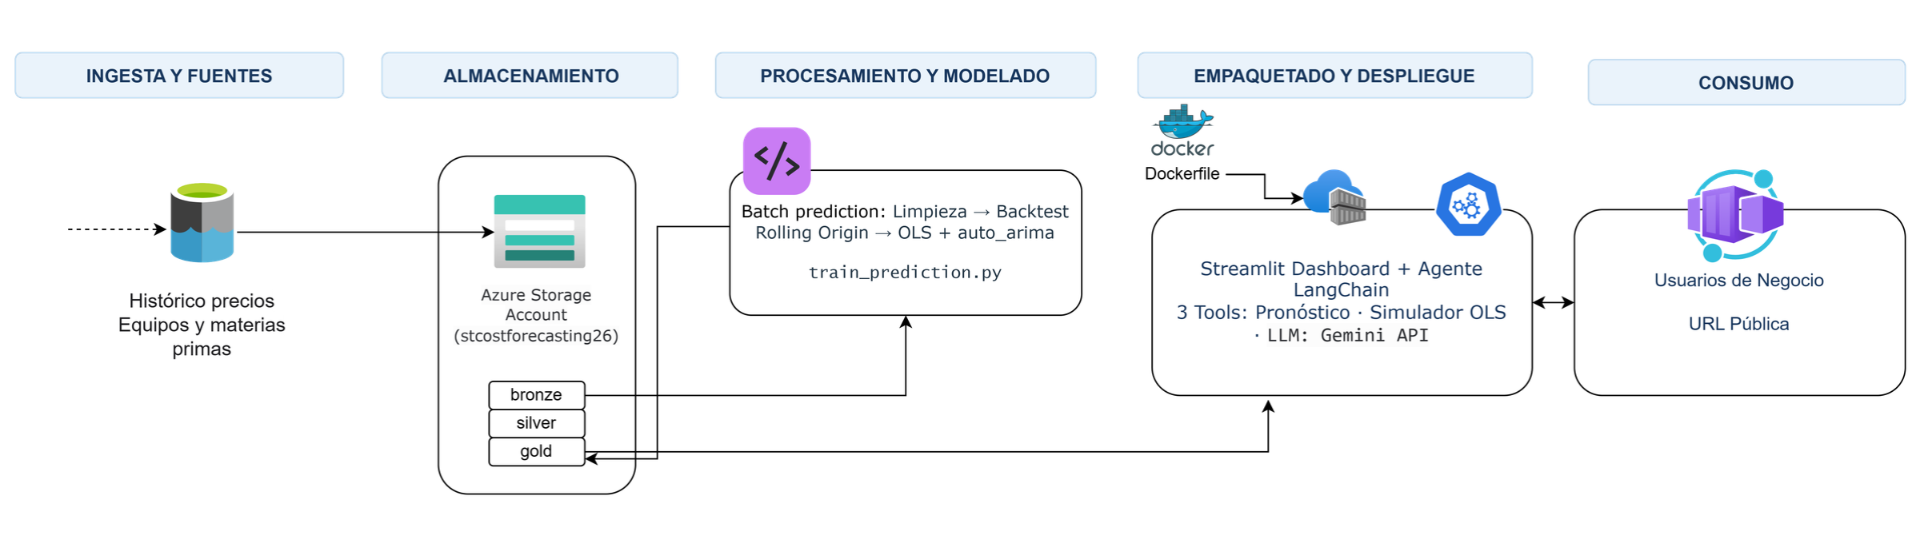 INGESTA Y FUENTES
ALMACENAMIENTO
PROCESAMIENTO Y MODELADO
EMPAQUETADO Y DESPLIEGUE
CONSUMO
Histórico precios
Equipos y materias
primas
Azure Storage
Account
(stcostforecasting26)
bronze
silver
gold
</>
Batch prediction: Limpieza → Backtest
Rolling Origin → OLS + auto_arima
train_prediction.py
docker
Dockerfile
Streamlit Dashboard + Agente
LangChain
3 Tools: Pronóstico · Simulador OLS
· LLM: Gemini API
Usuarios de Negocio
URL Pública